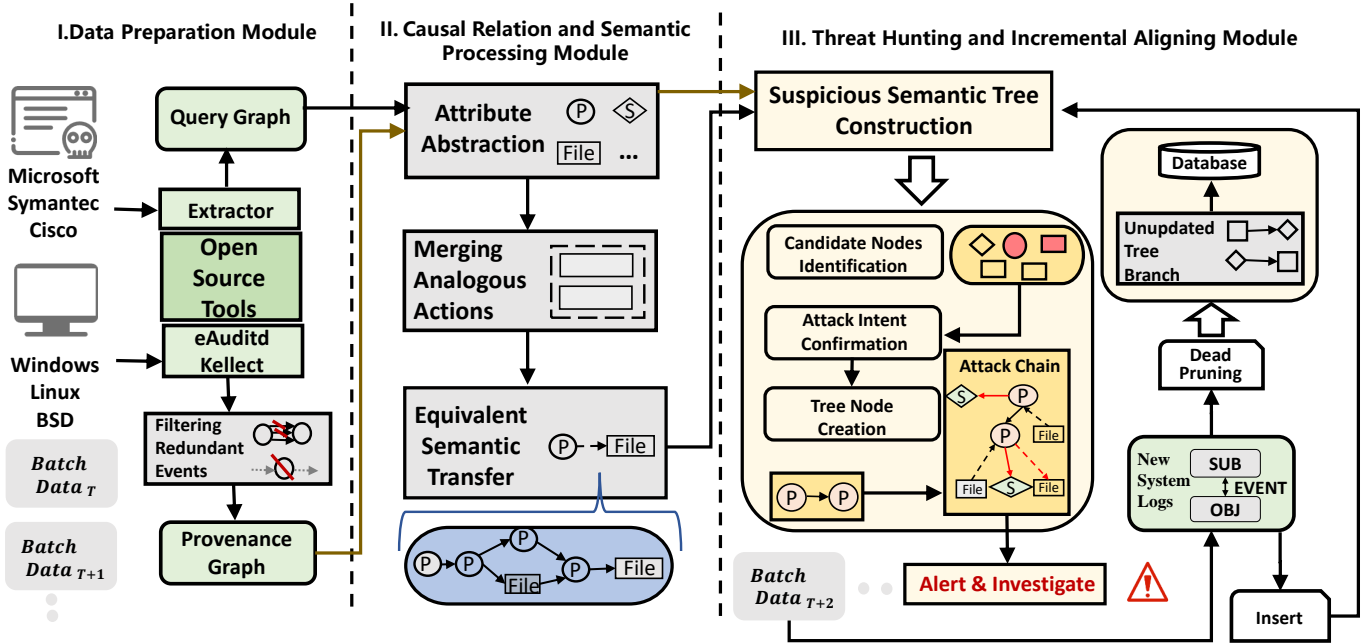 I.Data Preparation Module
Microsoft
Symantec
Cisco
Windows
Linux
BSD
Batch
Data T
Batch
Data T+1
Query Graph
Extractor
Open
Source
Tools
eAuditd
Kellect
Filtering
Redundant
Events
Provenance
Graph
II. Causal Relation and Semantic
Processing Module
Attribute
Abstraction
P
S
File
...
Merging
Analogous
Actions
Equivalent
Semantic
Transfer
P
File
P
P
P
File
P
File
III. Threat Hunting and Incremental Aligning Module
Suspicious Semantic Tree
Construction
Candidate Nodes
Identification
Attack Intent
Confirmation
Tree Node
Creation
P
P
Attack Chain
S
P
P
File
File
S
File
Alert & Investigate
Batch
Data T+2
Database
Unupdated
Tree
Branch
Dead
Pruning
New
System
Logs
SUB
EVENT
OBJ
Insert